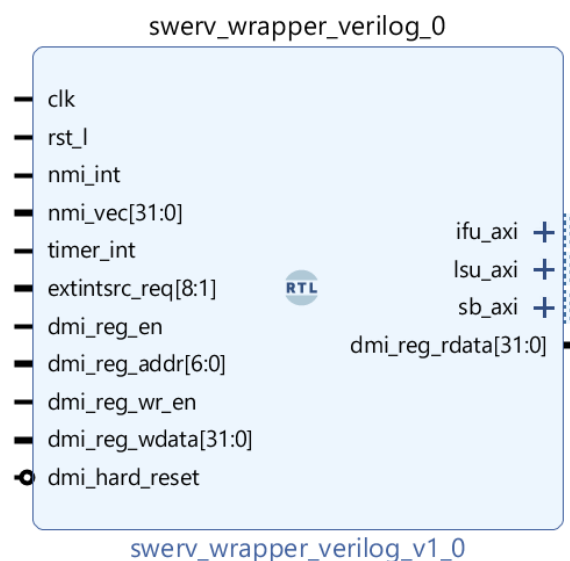 swerv_wrapper_verilog_0
clk
rst_l
nmi_int
nmi_vec[31:0]
timer_int
extintsrc_req[8:1]
dmi_reg_en
dmi_reg_addr[6:0]
dmi_reg_wr_en
dmi_reg_wdata[31:0]
dmi_hard_reset
RTL
ifu_axi
lsu_axi
sb_axi
dmi_reg_rdata[31:0]
swerv_wrapper_verilog_v1_0